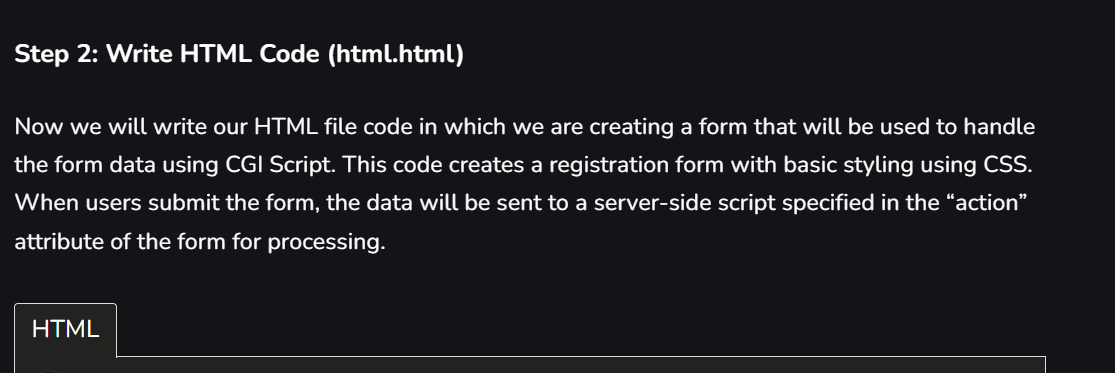 Step 2: Write HTML Code (html.html)
Now we will write our HTML file code in which we are creating a form that will be used to handle
the form data using CGI Script. This code creates a registration form with basic styling using CSS.
When users submit the form, the data will be sent to a server-side script specified in the “action”
attribute of the form for processing.
HTML